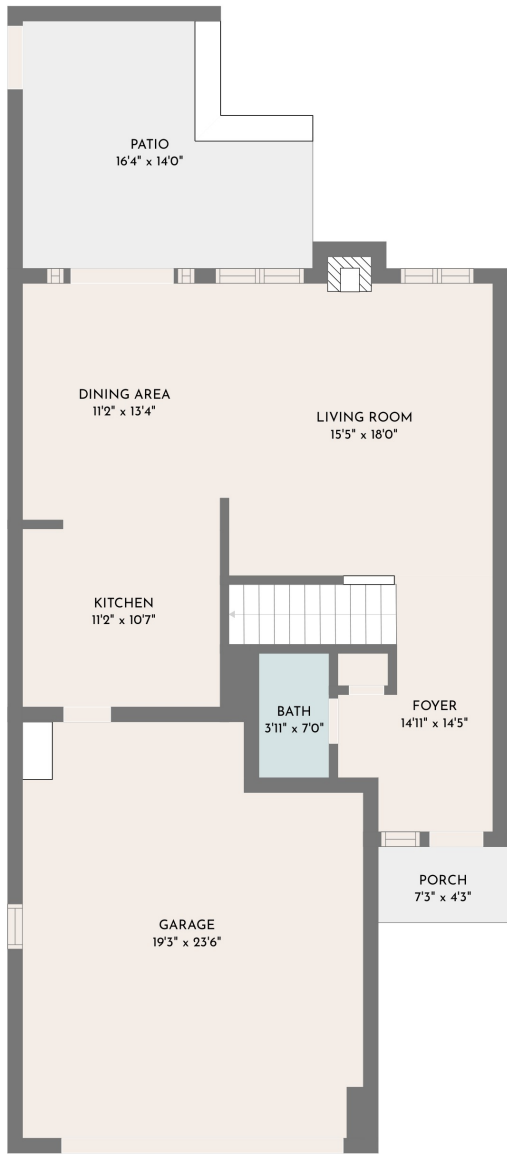 PATIO
16'4" x 14'0"
DINING AREA
11'2" x 13'4"
LIVING ROOM
15'5" x 18'0"
KITCHEN
11'2" x 10'7"
BATH
3'11" x 7'0"
FOYER
14'11" x 14'5"
PORCH
7'3" x 4'3"
GARAGE
19'3" x 23'6"